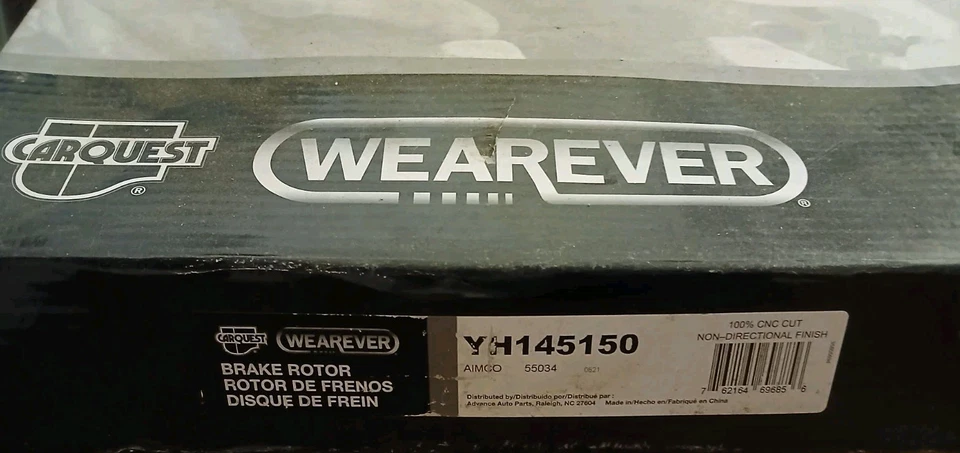 CARQUEST
®
WEAREVER
®
CARQUEST WEAREVER
BRAKE ROTOR
ROTOR DE FRENOS
DISQUE DE FREIN
YH145150
AIMCO 55034 0621
Distributed by/Distribuido por/Distribué par :
Advance Auto Parts, Raleigh, NC 27604 Made in/Hecho en/Fabriqué en China
100% CNC CUT
NON-DIRECTIONAL FINISH
7 62164 69685 6